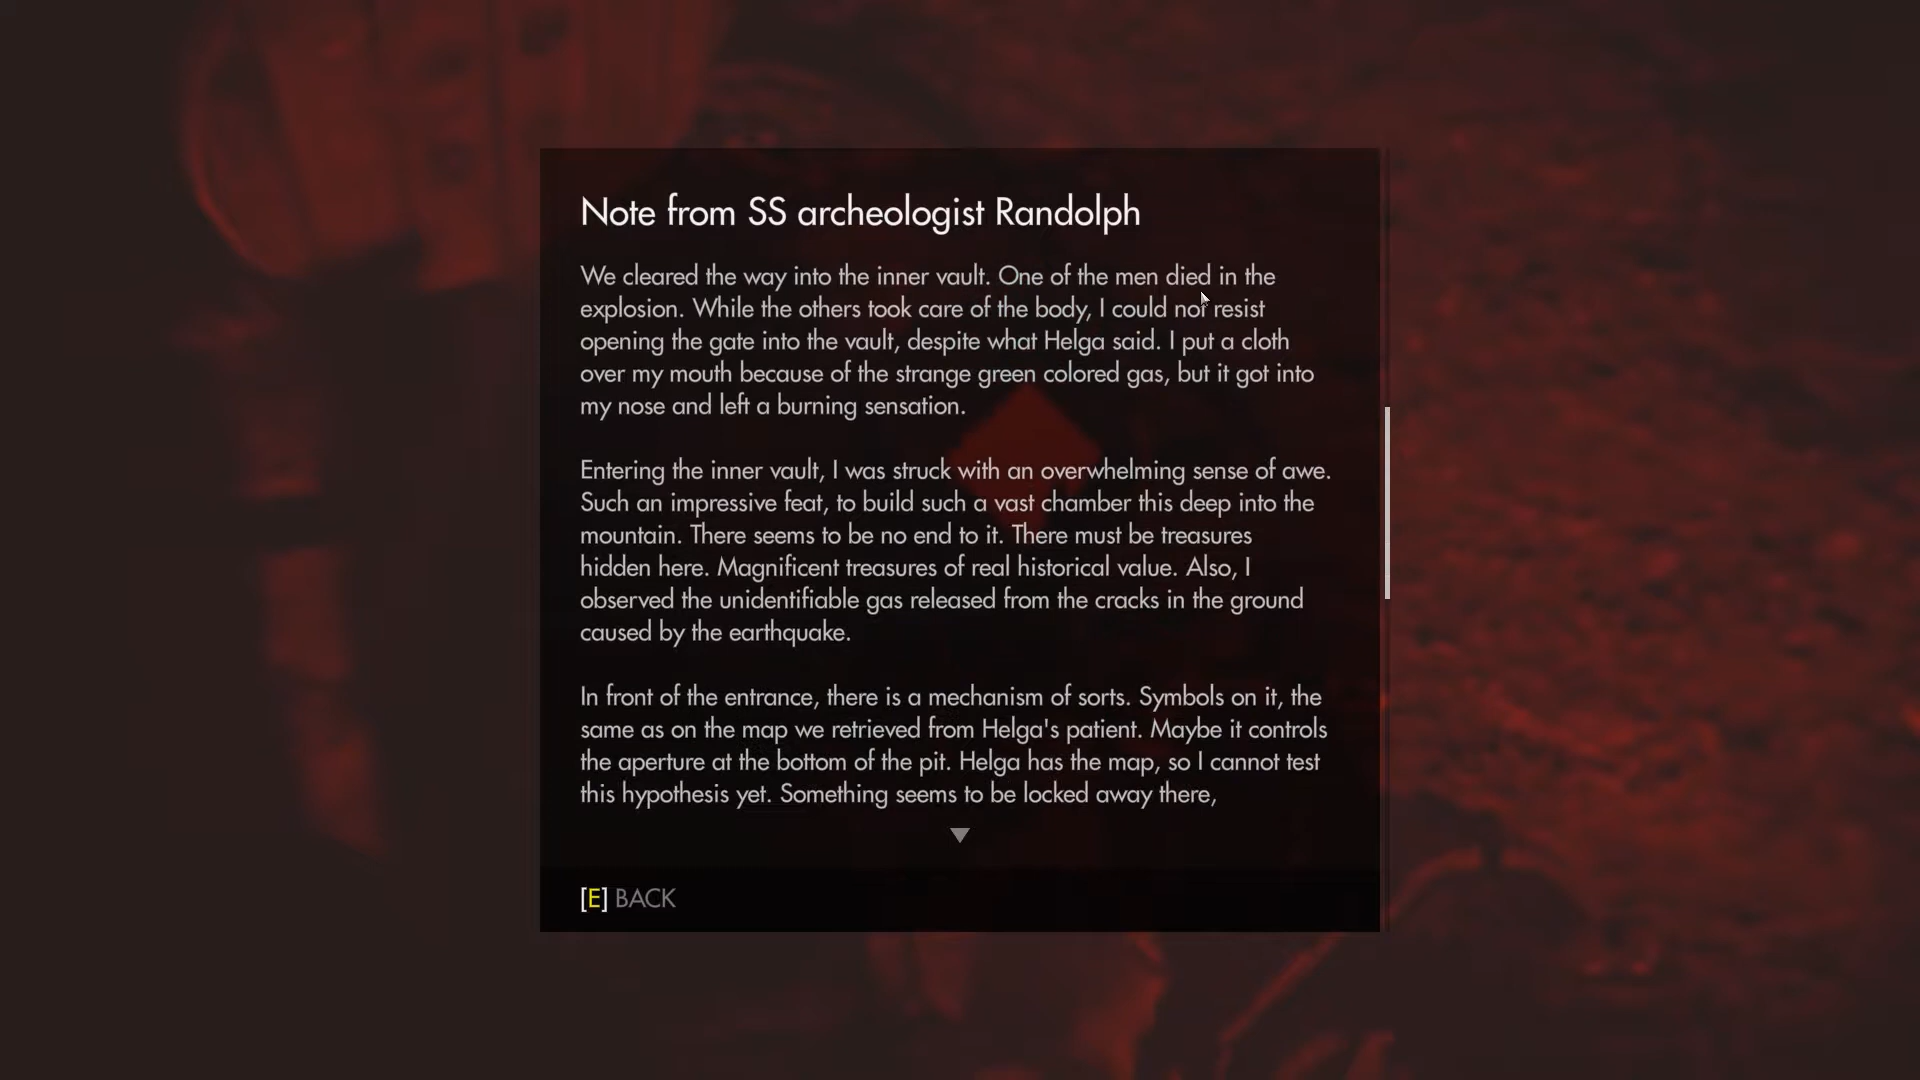 Note from SS archeologist Randolph
We cleared the way into the inner vault. One of the men died in the
explosion. While the others took care of the body, I could not resist
opening the gate into the vault, despite what Helga said. I put a cloth
over my mouth because of the strange green colored gas, but it got into
my nose and left a burning sensation.
Entering the inner vault, I was struck with an overwhelming sense of awe.
Such an impressive feat, to build such a vast chamber this deep into the
mountain. There seems to be no end to it. There must be treasures
hidden here. Magnificent treasures of real historical value. Also, I
observed the unidentifiable gas released from the cracks in the ground
caused by the earthquake.
In front of the entrance, there is a mechanism of sorts. Symbols on it, the
same as on the map we retrieved from Helga's patient. Maybe it controls
the aperture at the bottom of the pit. Helga has the map, so I cannot test
this hypothesis yet. Something seems to be locked away there,
[E] BACK